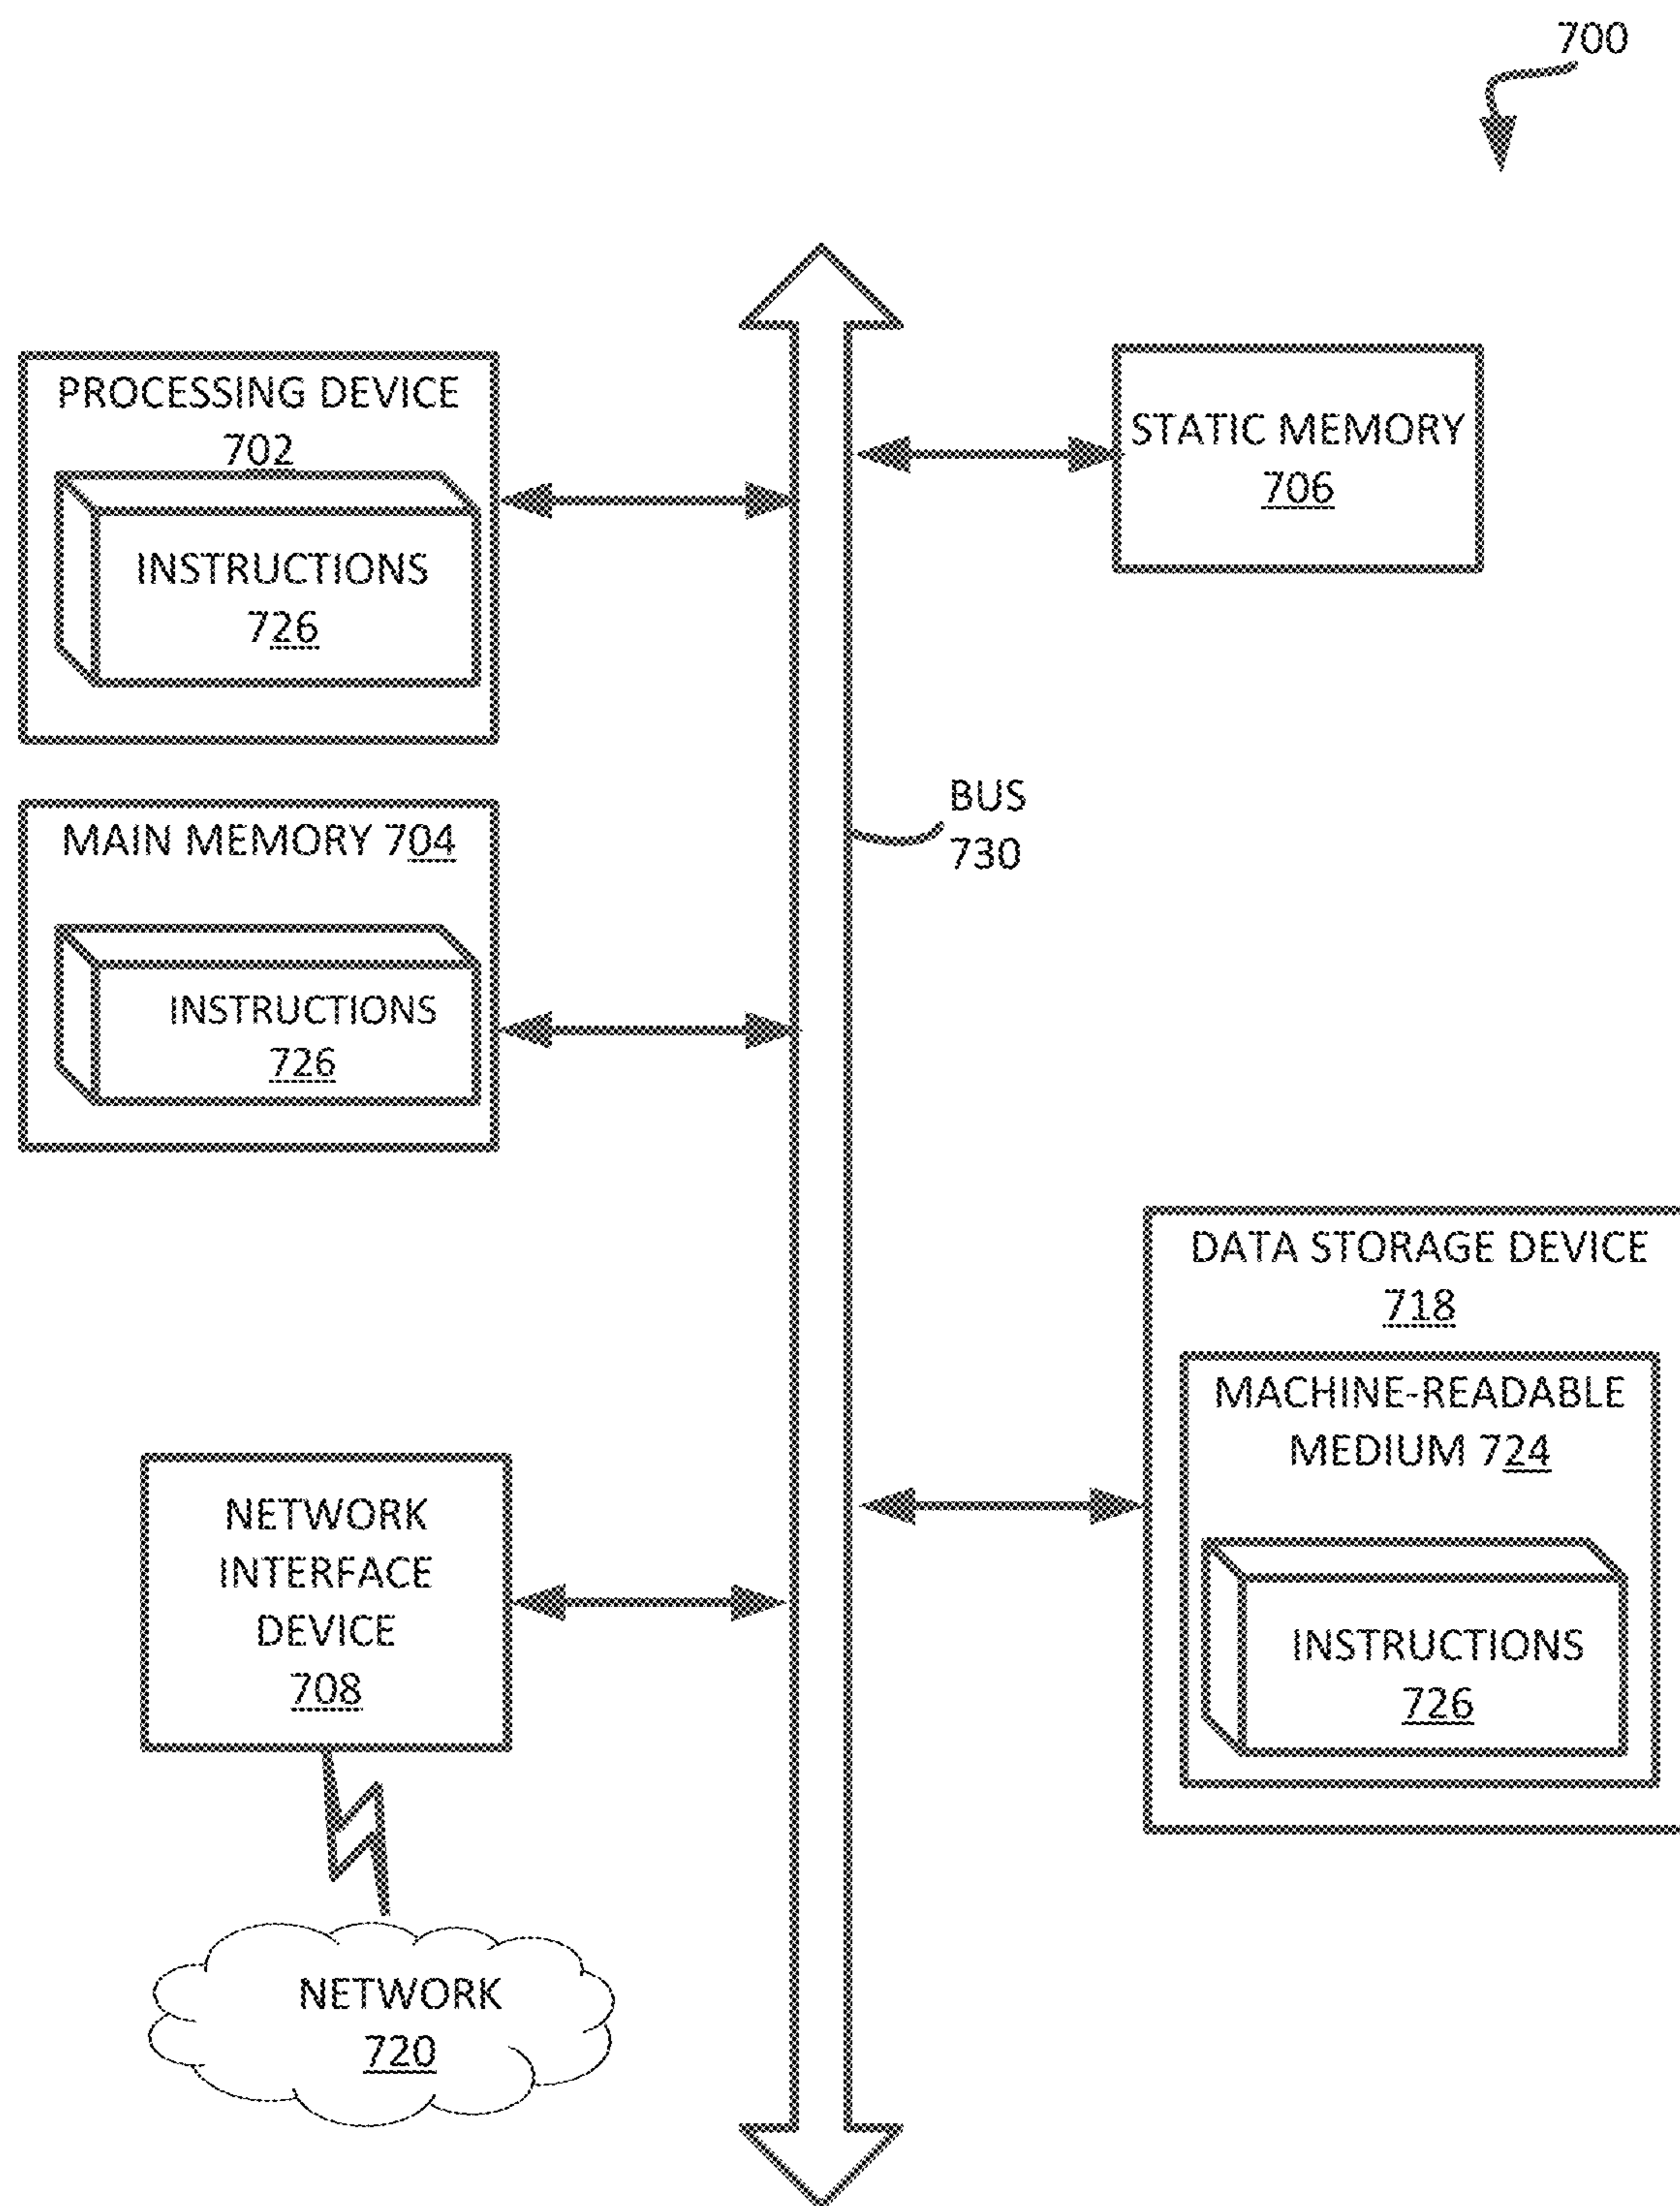 700
PROCESSING DEVICE
702
INSTRUCTIONS
726
STATIC MEMORY
706
BUS
730
MAIN MEMORY 704
INSTRUCTIONS
726
DATA STORAGE DEVICE
718
MACHINE-READABLE
MEDIUM 724
INSTRUCTIONS
726
NETWORK
INTERFACE
DEVICE
708
NETWORK
720